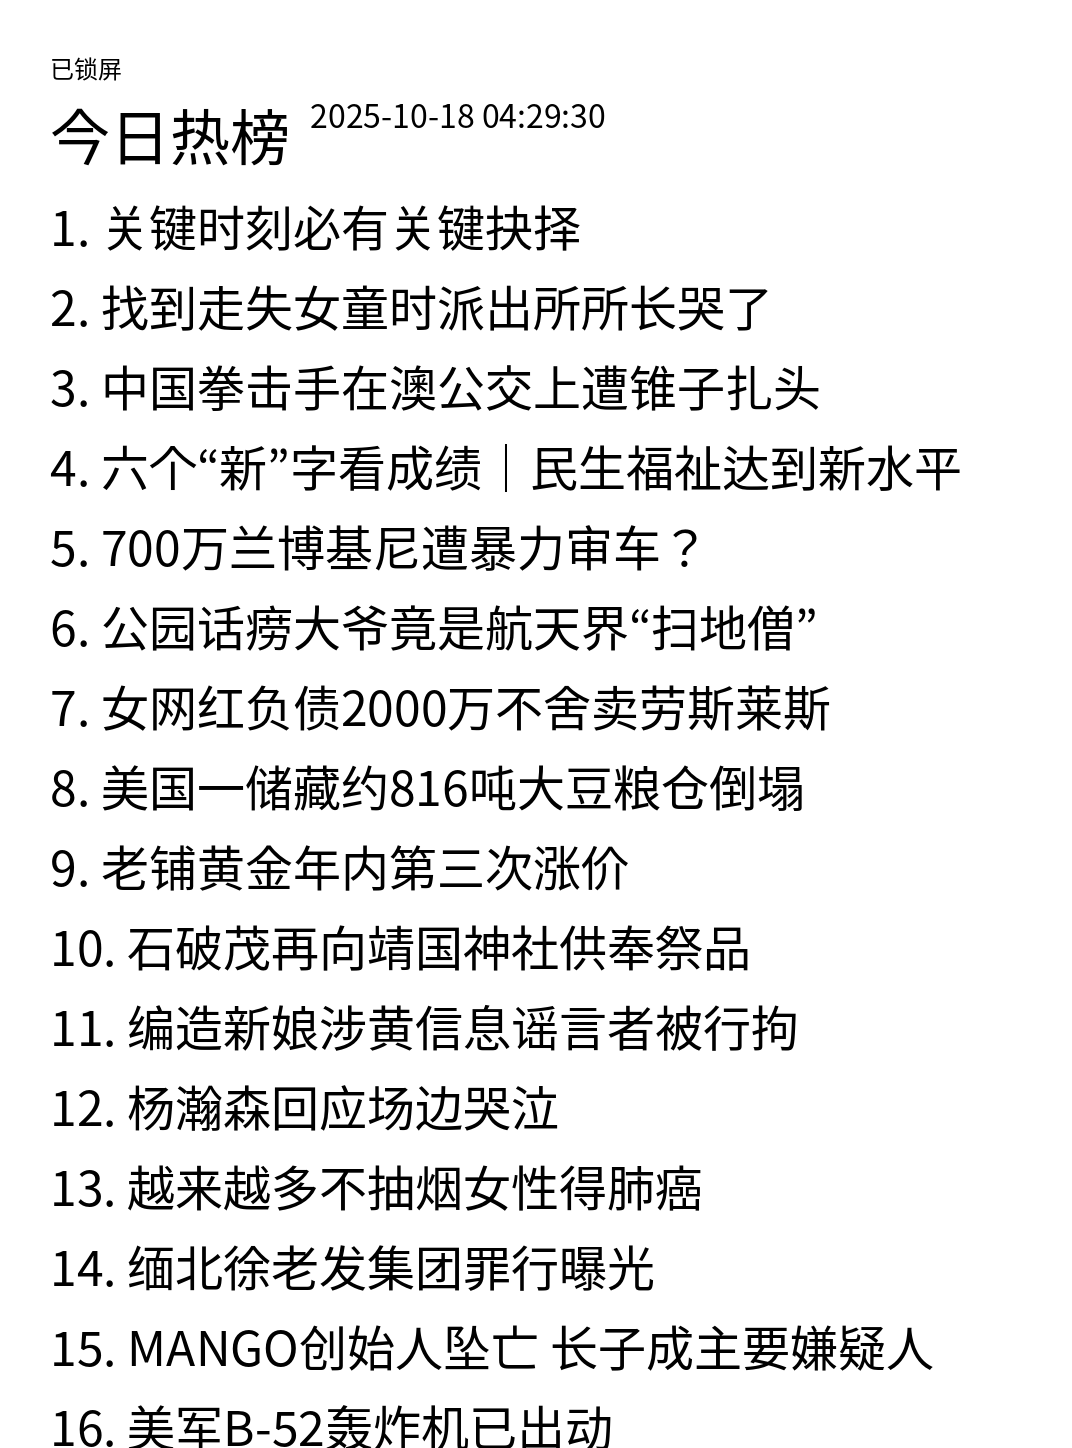 已锁屏
今日热榜 2025-10-18 04:29:30
1. 关键时刻必有关键抉择
2. 找到走失女童时派出所所长哭了
3. 中国拳击手在澳公交上遭锥子扎头
4. 六个“新”字看成绩｜民生福祉达到新水平
5. 700万兰博基尼遭暴力审车？
6. 公园话痨大爷竟是航天界“扫地僧”
7. 女网红负债2000万不舍卖劳斯莱斯
8. 美国一储藏约816吨大豆粮仓倒塌
9. 老铺黄金年内第三次涨价
10. 石破茂再向靖国神社供奉祭品
11. 编造新娘涉黄信息谣言者被行拘
12. 杨瀚森回应场边哭泣
13. 越来越多不抽烟女性得肺癌
14. 缅北徐老发集团罪行曝光
15. MANGO创始人坠亡 长子成主要嫌疑人
16. 美军B-52轰炸机已出动